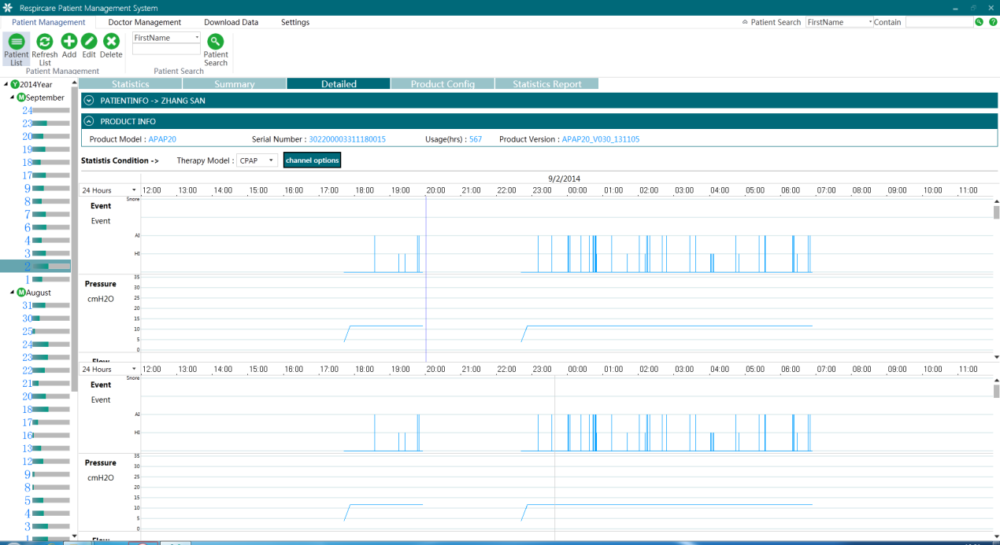 Respircare Patient Management System
Patient Management Doctor Management Download Data Settings Patient Search FirstName Contain
Patient List Refresh List Add Edit Delete FirstName Patient Search
Patient Management Patient Search
2014Year Statistics Summary Detailed Product Config Statistics Report
September
24
23
20
19
18
17
9
8
7
6
4
3
2
1
August
31
30
25
24
23
22
21
20
18
17
16
13
12
9
8
5
4
3
1
PATIENTINFO -> ZHANG SAN
PRODUCT INFO
Product Model : APAP20 Serial Number : 302200003311180015 Usage(hrs) : 567 Product Version : APAP20_V030_131105
Statistis Condition -> Therapy Model : CPAP channel options
9/2/2014
24 Hours 12:00 13:00 14:00 15:00 16:00 17:00 18:00 19:00 20:00 21:00 22:00 23:00 00:00 01:00 02:00 03:00 04:00 05:00 06:00 07:00 08:00 09:00 10:00 11:00
Snore
Event
Event
AI
HI
Pressure
cmH2O
35
30
25
20
15
10
5
0
Flow
24 Hours 12:00 13:00 14:00 15:00 16:00 17:00 18:00 19:00 20:00 21:00 22:00 23:00 00:00 01:00 02:00 03:00 04:00 05:00 06:00 07:00 08:00 09:00 10:00 11:00
Snore
Event
Event
AI
HI
Pressure
cmH2O
35
30
25
20
15
10
5
0
Flow